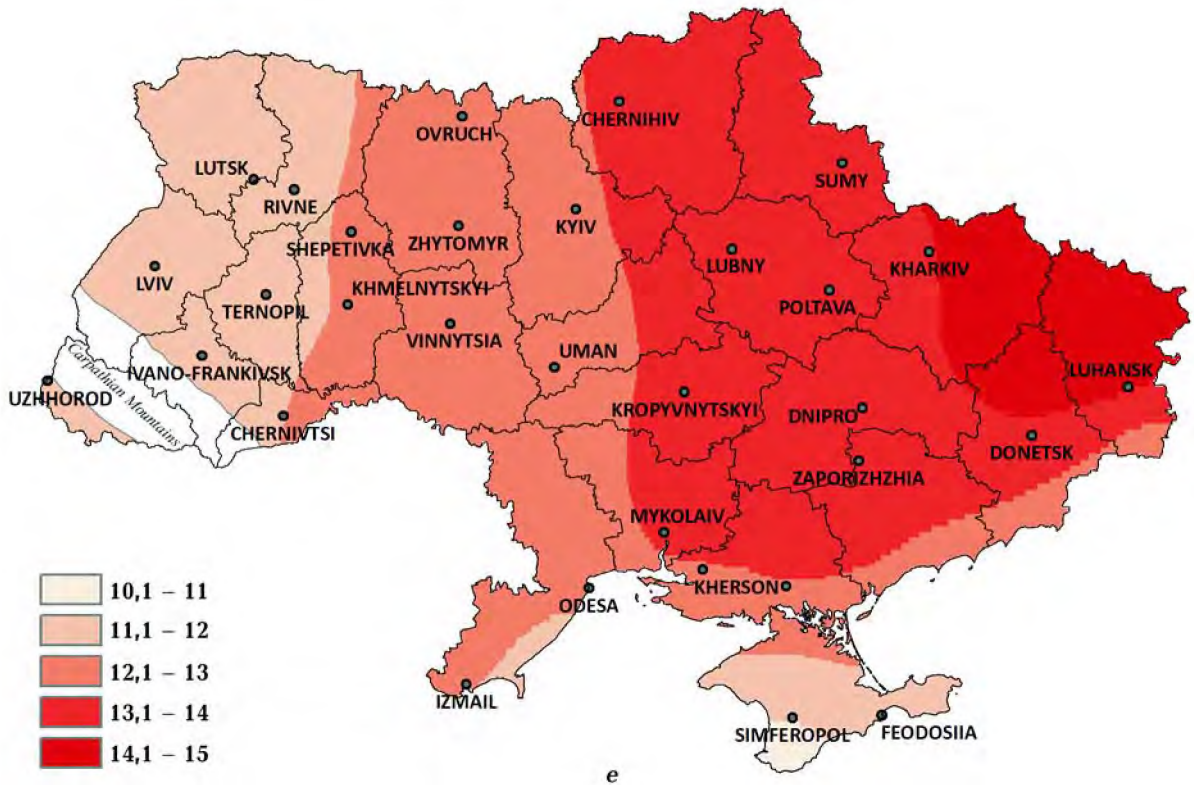 CHERNIHIV
OVRUCH
LUTSK
SUMY
RIVNE
KYIV
SHEPETIVKA
ZHYTOMYR
LUBNY
KHARKIV
LVIV
TERNOPIL
KHMELNYTSKYI
POLTAVA
VINNYTSIA
UMAN
Carpathian Mountains
IVANO-FRANKIVSK
LUHANSK
UZHHOROD
KROPYVNYTSKYI
DNIPRO
CHERNIVTSI
DONETSK
ZAPORIZHZHIA
MYKOLAIV
KHERSON
ODESA
IZMAIL
SIMFEROPOL
FEODOSIIA
10,1 – 11
11,1 – 12
12,1 – 13
13,1 – 14
14,1 – 15
e